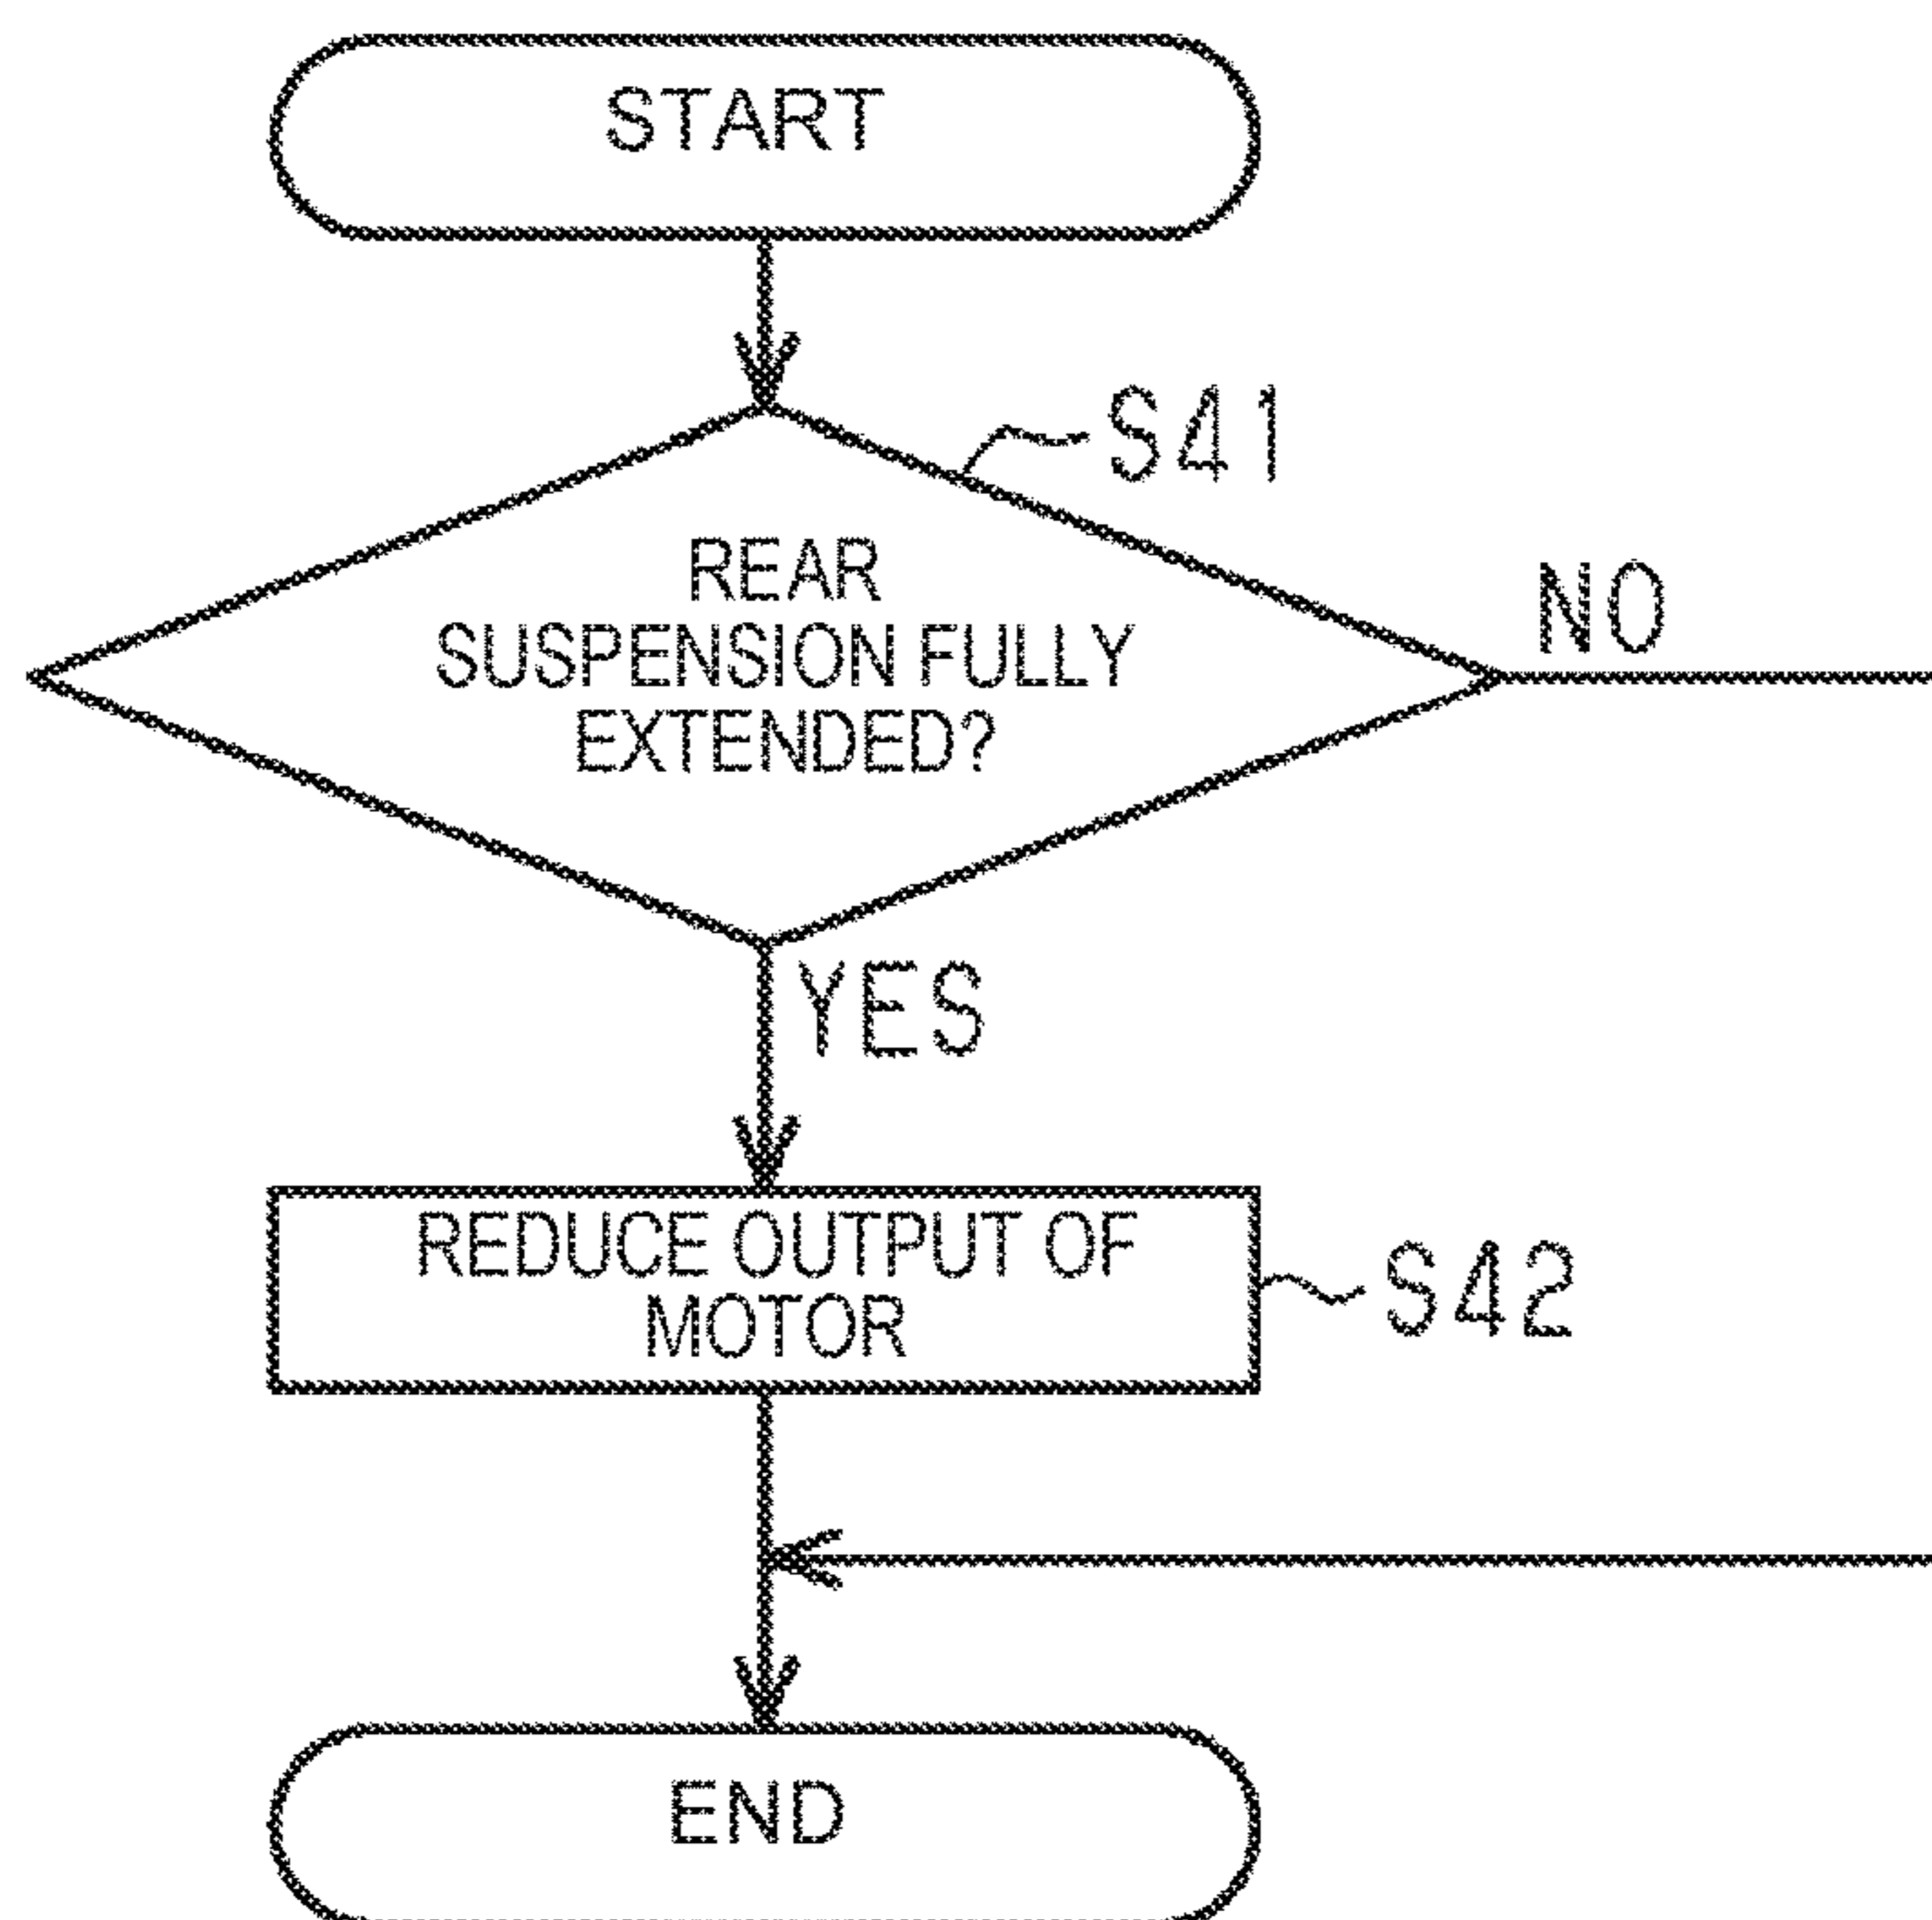 START
S41
REAR
SUSPENSION FULLY
EXTENDED?
NO
YES
REDUCE OUTPUT OF
MOTOR
S42
END